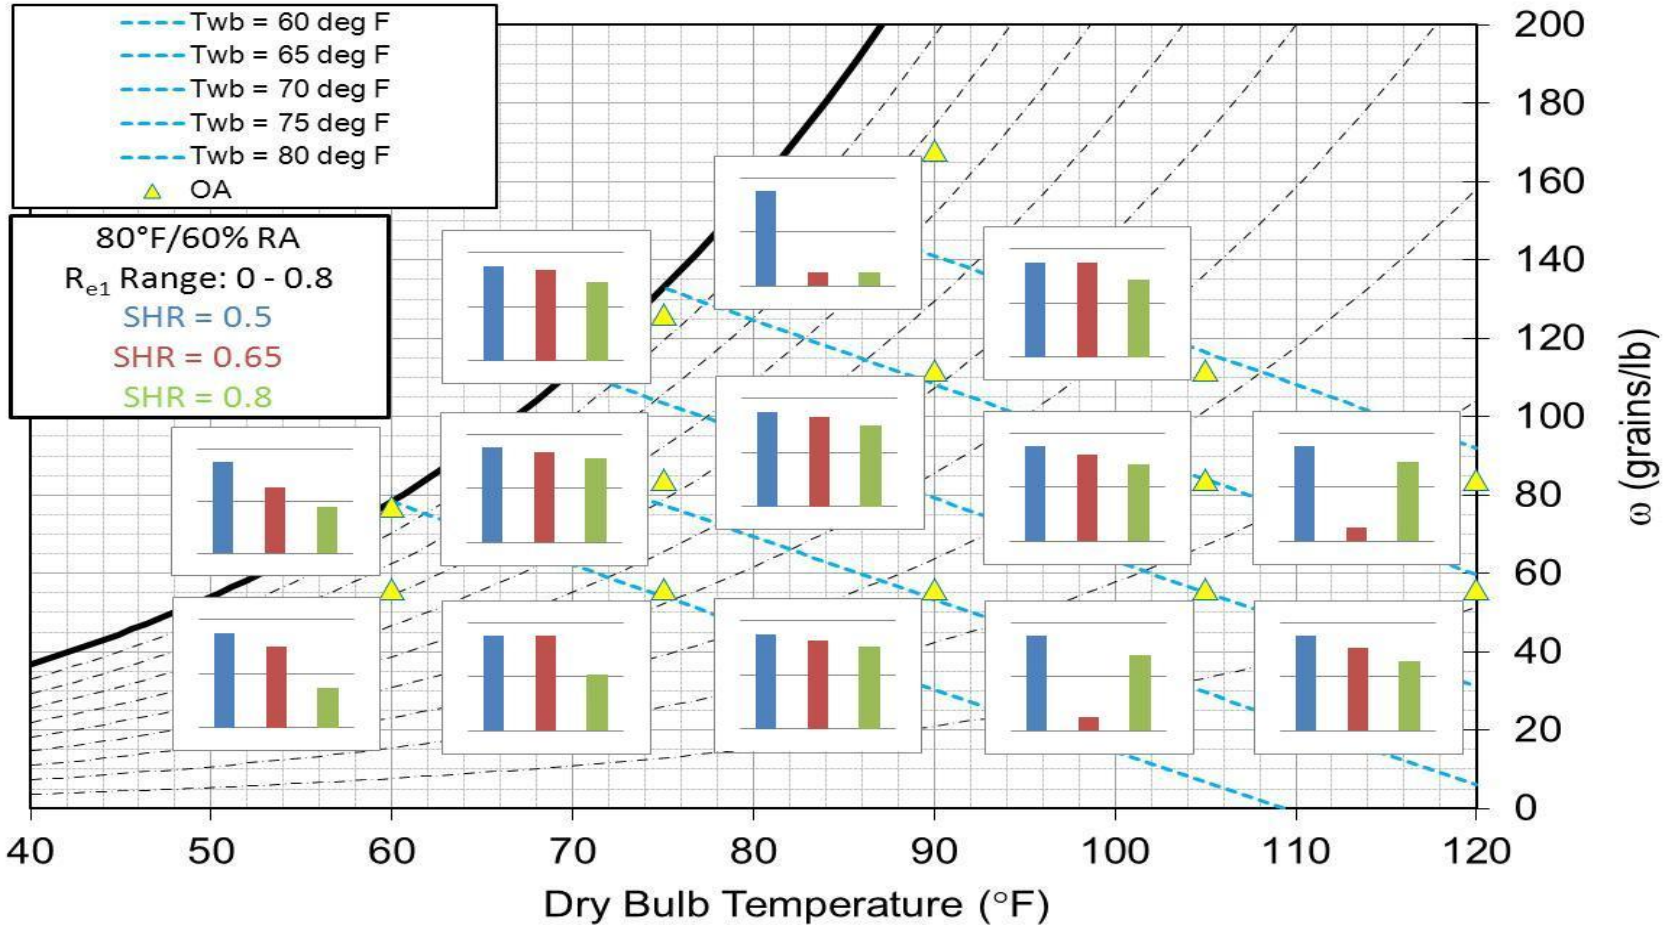 Twb = 60 deg F
Twb = 65 deg F
Twb = 70 deg F
Twb = 75 deg F
Twb = 80 deg F
OA
80°F/60% RA
Re1 Range: 0 - 0.8
SHR = 0.5
SHR = 0.65
SHR = 0.8
200
180
160
140
120
100
80
60
40
20
0
ω (grains/lb)
40 50 60 70 80 90 100 110 120
Dry Bulb Temperature (°F)